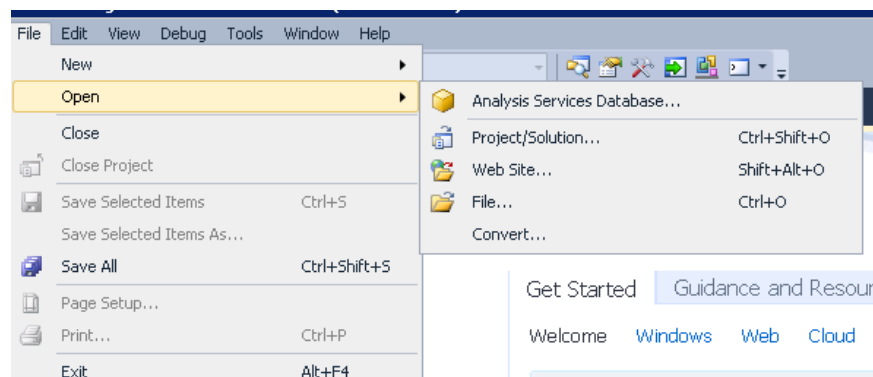 File Edit View Debug Tools Window Help
New
Open
Close
Close Project
Save Selected Items Ctrl+S
Save Selected Items As...
Save All Ctrl+Shift+S
Page Setup...
Print... Ctrl+P
Exit Alt+F4
Analysis Services Database...
Project/Solution... Ctrl+Shift+O
Web Site... Shift+Alt+O
File... Ctrl+O
Convert...
Get Started Guidance and Resour
Welcome Windows Web Cloud